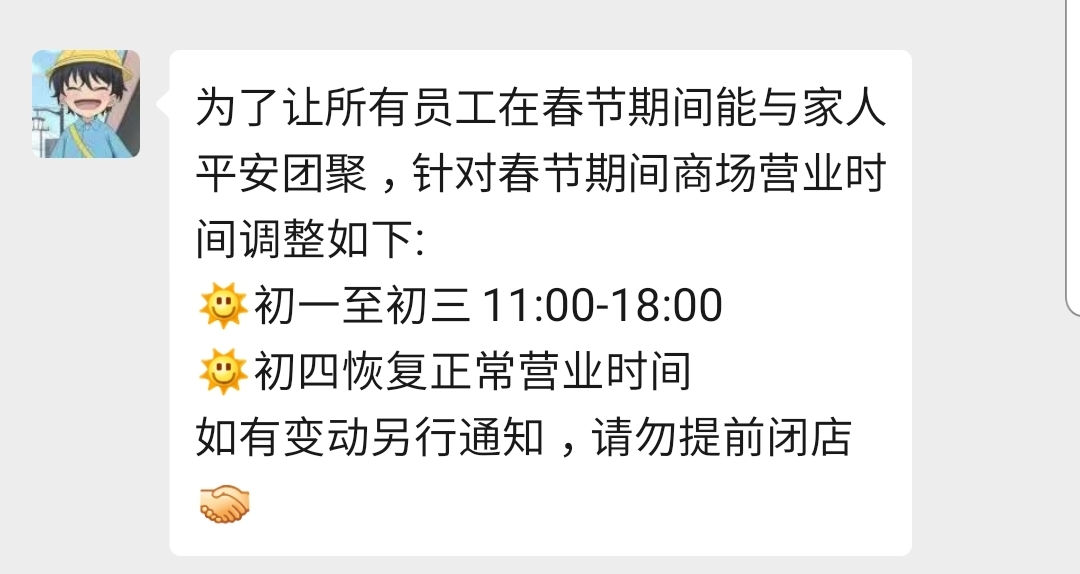 为了让所有员工在春节期间能与家人
平安团聚，针对春节期间商场营业时
间调整如下:
🌞初一至初三 11:00-18:00
🌞初四恢复正常营业时间
如有变动另行通知，请勿提前闭店
🤝